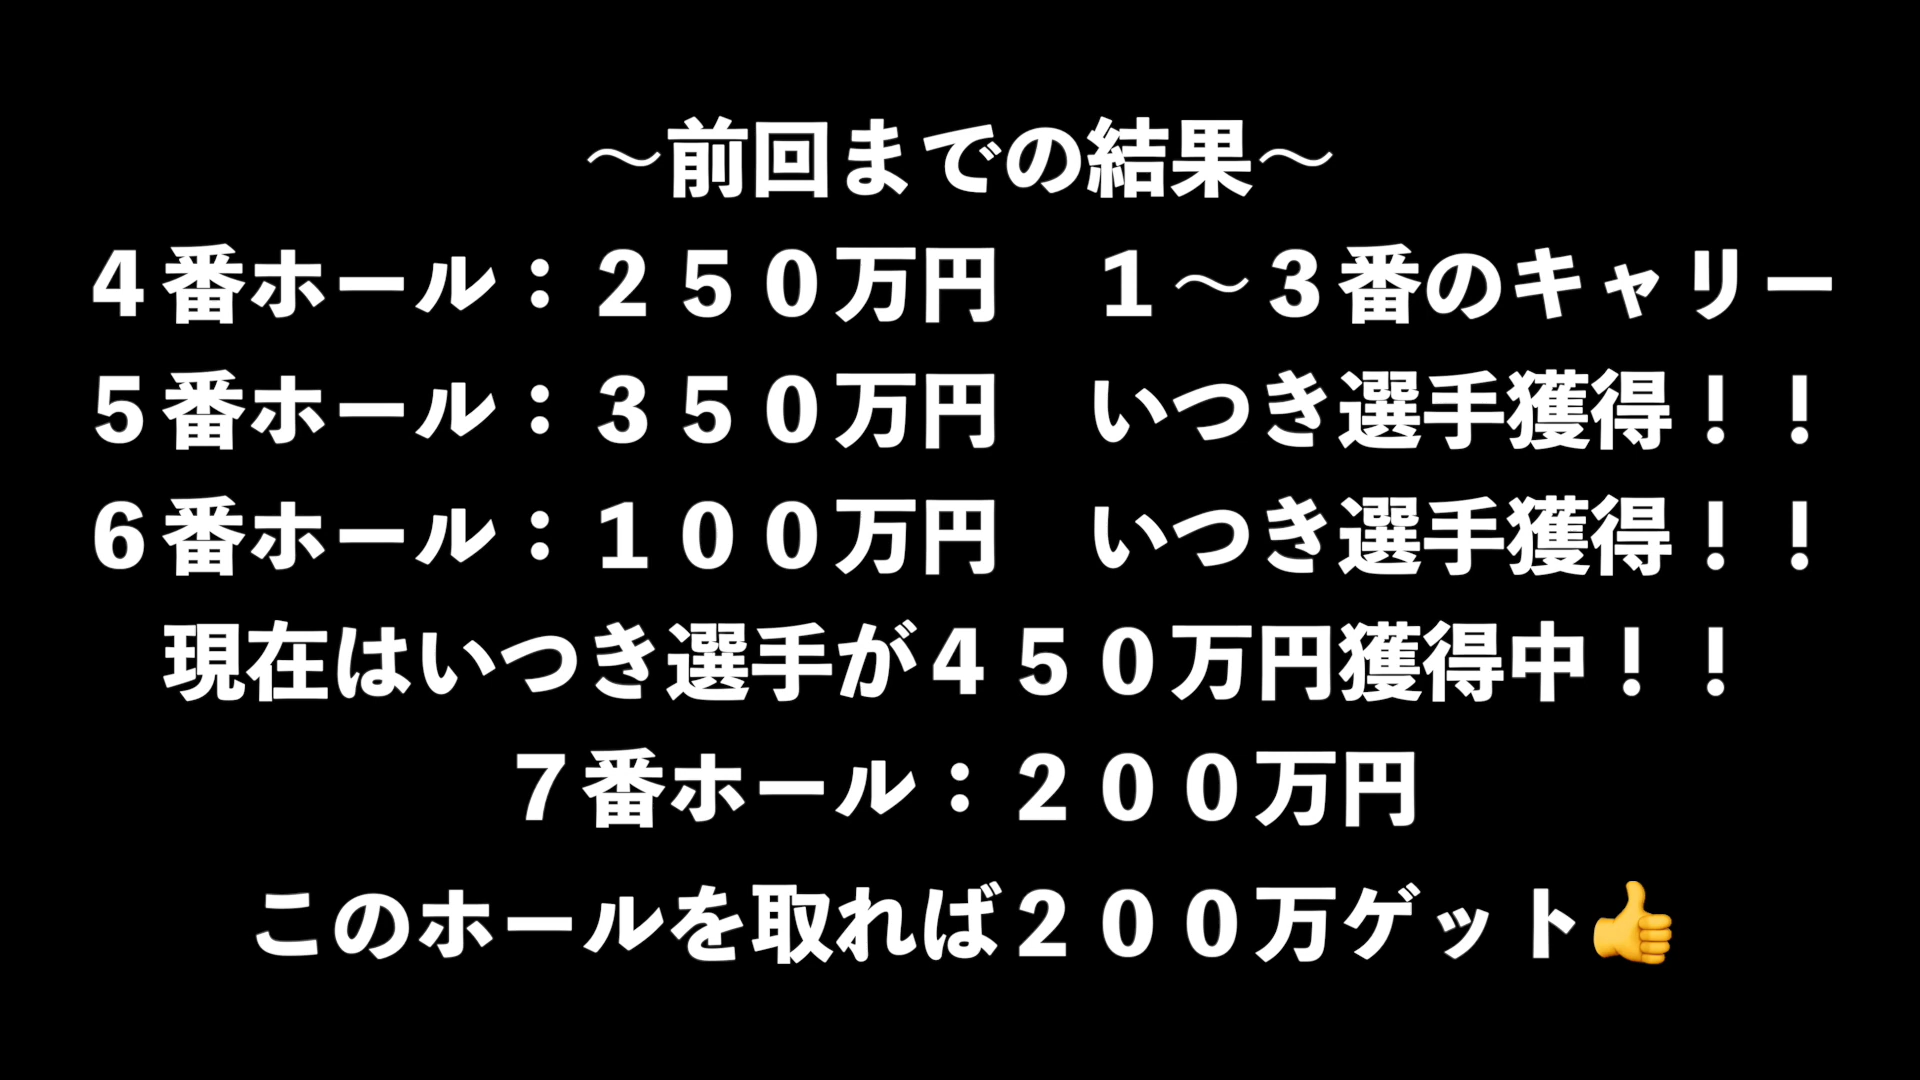 ～前回までの結果～
４番ホール：２５０万円　１～３番のキャリー
５番ホール：３５０万円　いつき選手獲得！！
６番ホール：１００万円　いつき選手獲得！！
現在はいつき選手が４５０万円獲得中！！
７番ホール：２００万円
このホールを取れば２００万ゲット👍